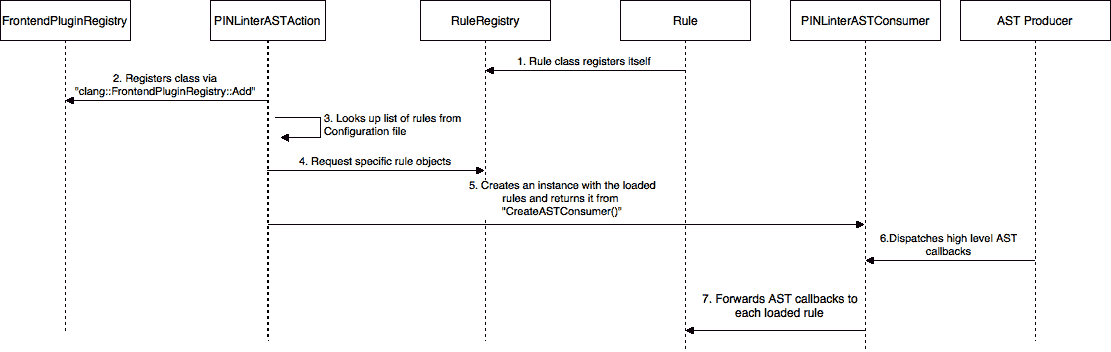 FrontendPluginRegistry
PINLinterASTAction
RuleRegistry
Rule
PINLinterASTConsumer
AST Producer
1. Rule class registers itself
2. Registers class via
"clang::FrontendPluginRegistry::Add"
3. Looks up list of rules from
Configuration file
4. Request specific rule objects
5. Creates an instance with the loaded
rules and returns it from
"CreateASTConsumer()"
6.Dispatches high level AST
callbacks
7. Forwards AST callbacks to
each loaded rule